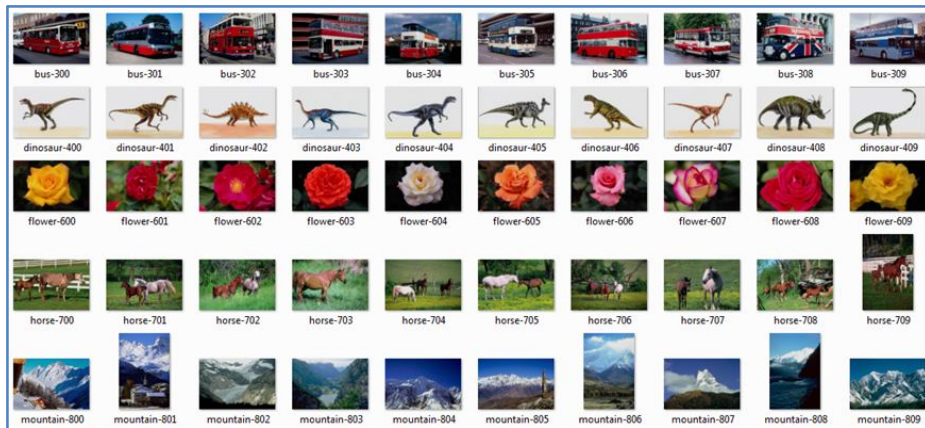 bus-300 bus-301 bus-302 bus-303 bus-304 bus-305 bus-306 bus-307 bus-308 bus-309
dinosaur-400 dinosaur-401 dinosaur-402 dinosaur-403 dinosaur-404 dinosaur-405 dinosaur-406 dinosaur-407 dinosaur-408 dinosaur-409
flower-600 flower-601 flower-602 flower-603 flower-604 flower-605 flower-606 flower-607 flower-608 flower-609
horse-700 horse-701 horse-702 horse-703 horse-704 horse-705 horse-706 horse-707 horse-708 horse-709
mountain-800 mountain-801 mountain-802 mountain-803 mountain-804 mountain-805 mountain-806 mountain-807 mountain-808 mountain-809